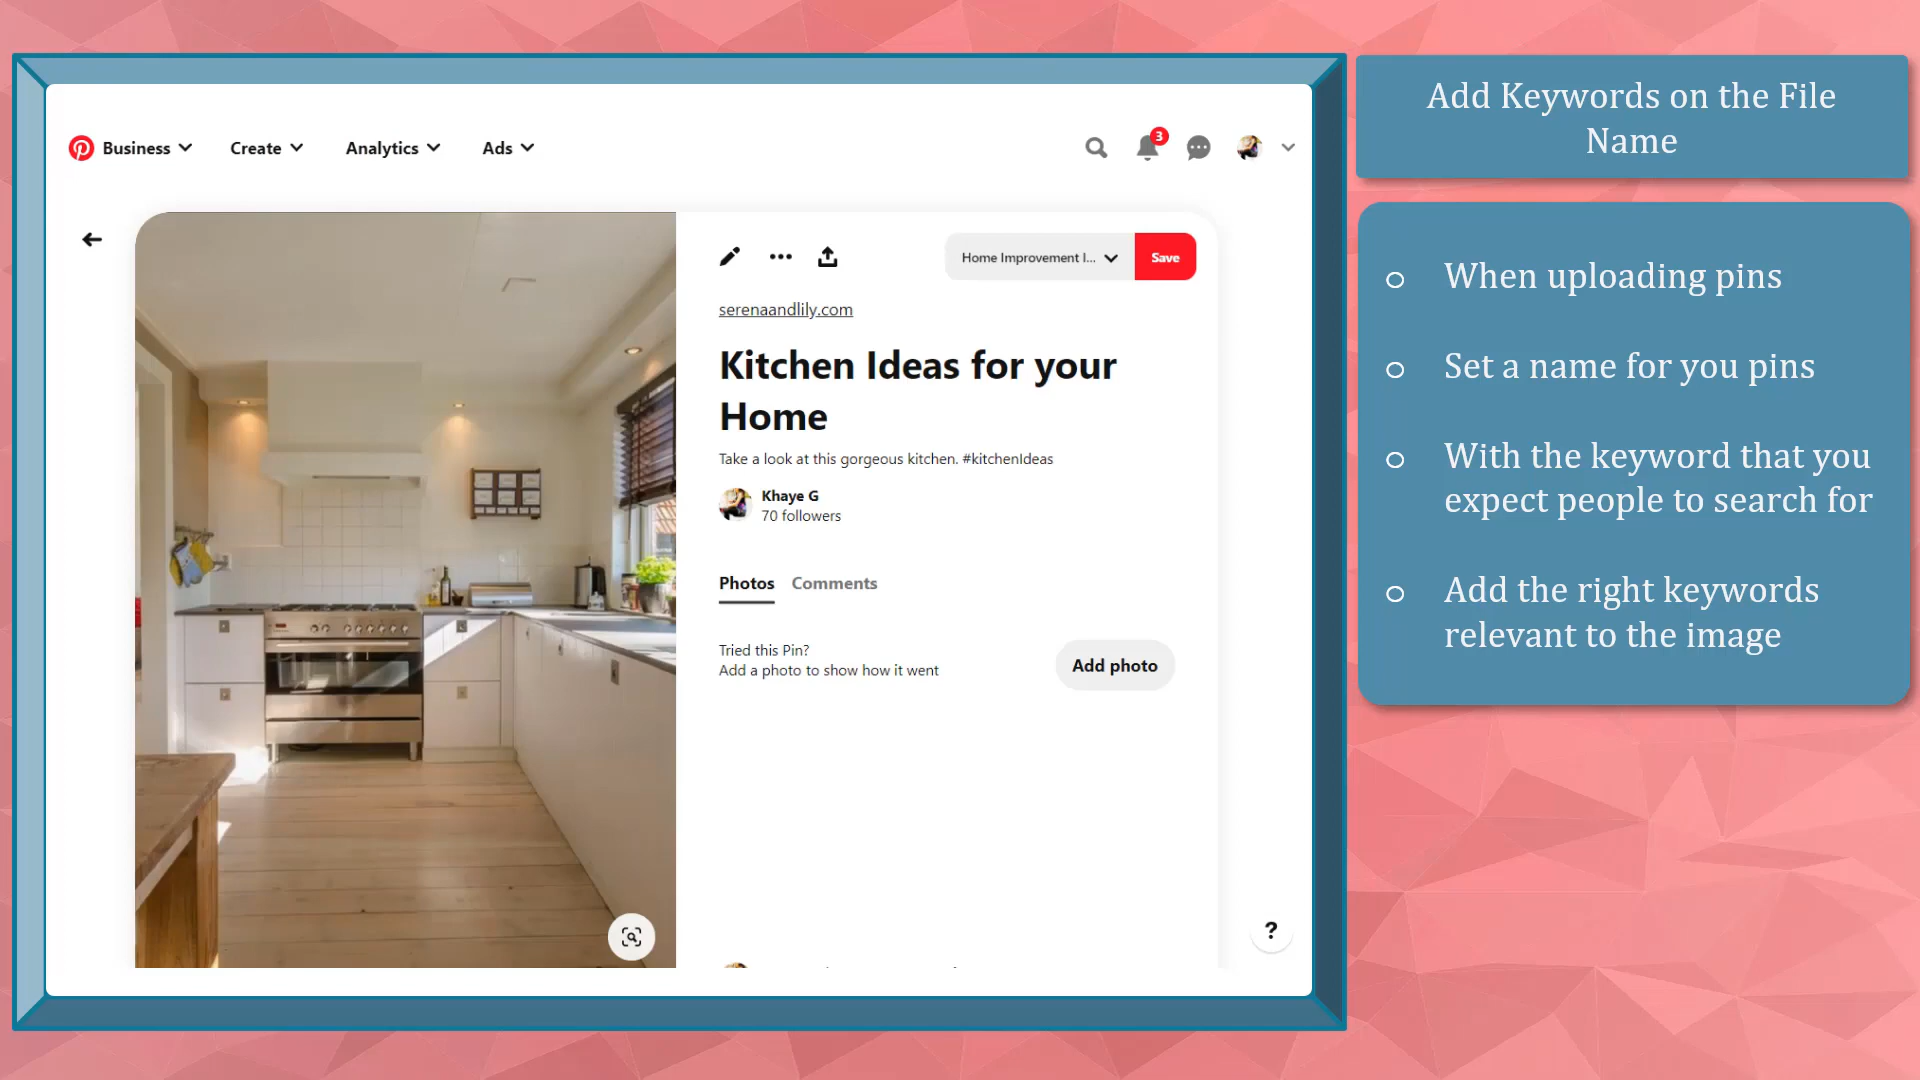 Business
Create
Analytics
Ads
3
Home Improvement I...
Save
serenaandlily.com
Kitchen Ideas for your
Home
Take a look at this gorgeous kitchen. #kitchenIdeas
Khaye G
70 followers
Photos
Comments
Tried this Pin?
Add a photo to show how it went
Add photo
?
Add Keywords on the File
Name
When uploading pins
Set a name for you pins
With the keyword that you
expect people to search for
Add the right keywords
relevant to the image